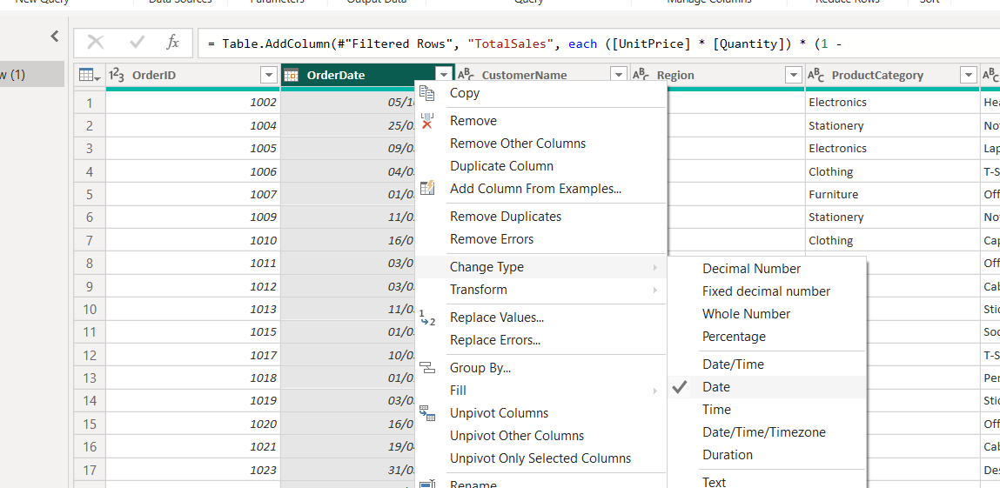 New Query
Data Sources
Parameters
Output Data
Query
Manage Columns
Reduce Rows
Sort
fx
= Table.AddColumn(#"Filtered Rows", "TotalSales", each ([UnitPrice] * [Quantity]) * (1 -
w (1)
123 OrderID
OrderDate
ABC CustomerName
ABC Region
ABC ProductCategory
ABC
1 1002 05/1 Electronics Hea
2 1004 25/0 Stationery No
3 1005 09/0 Electronics Lap
4 1006 04/0 Clothing T-S
5 1007 01/0 Furniture Off
6 1009 11/0 Stationery No
7 1010 16/0 Clothing Cap
8 1011 03/0 Off
9 1012 03/0 Cab
10 1013 11/0 Stic
11 1015 01/0 Soc
12 1017 10/0 T-S
13 1018 01/0 Per
14 1019 03/0 Stic
15 1020 16/0 Off
16 1021 19/0 Cab
17 1023 31/0 Des
Copy
Remove
Remove Other Columns
Duplicate Column
Add Column From Examples...
Remove Duplicates
Remove Errors
Change Type
Transform
Replace Values...
Replace Errors...
Group By...
Fill
Unpivot Columns
Unpivot Other Columns
Unpivot Only Selected Columns
Rename
Decimal Number
Fixed decimal number
Whole Number
Percentage
Date/Time
Date
Time
Date/Time/Timezone
Duration
Text